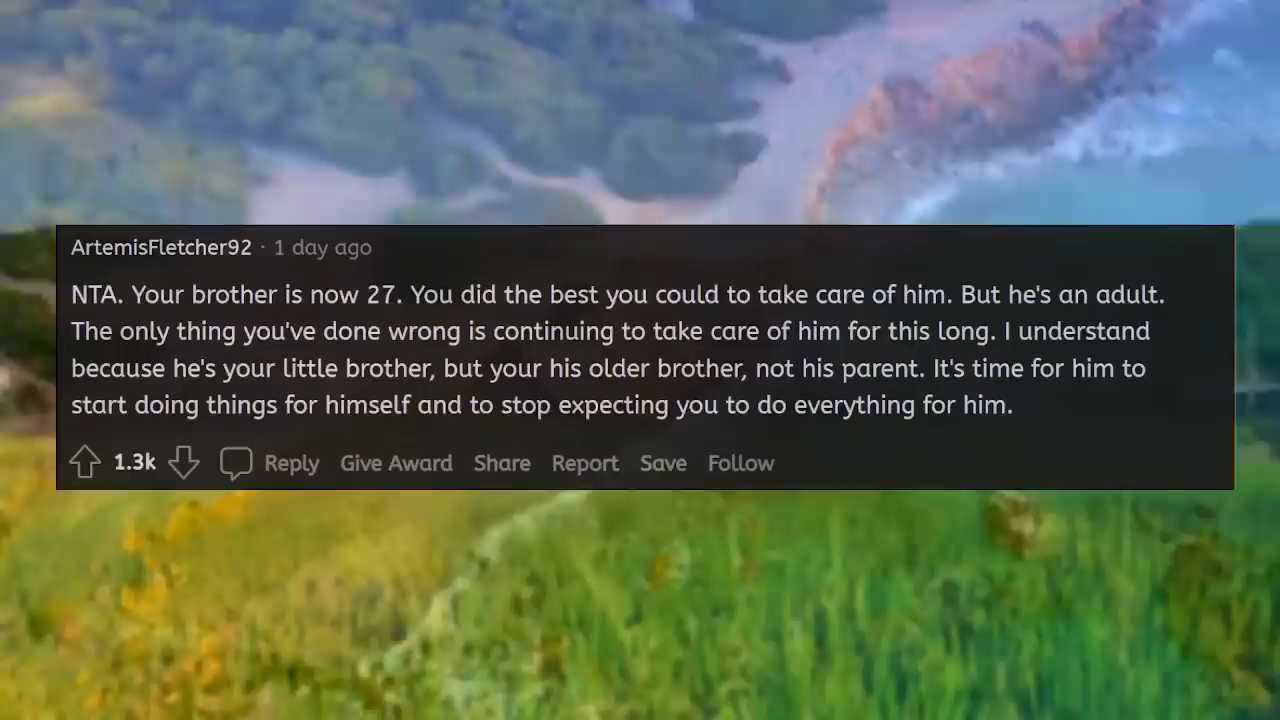 ArtemisFletcher92 · 1 day ago
NTA. Your brother is now 27. You did the best you could to take care of him. But he's an adult.
The only thing you've done wrong is continuing to take care of him for this long. I understand
because he's your little brother, but your his older brother, not his parent. It's time for him to
start doing things for himself and to stop expecting you to do everything for him.
1.3k Reply Give Award Share Report Save Follow